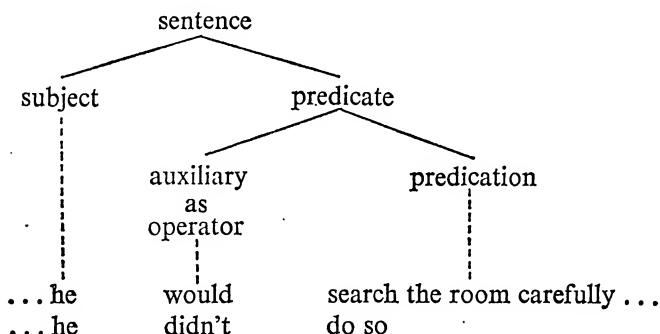 sentence
subject predicate
auxiliary predication
as
operator
...he would search the room carefully...
...he didn't do so